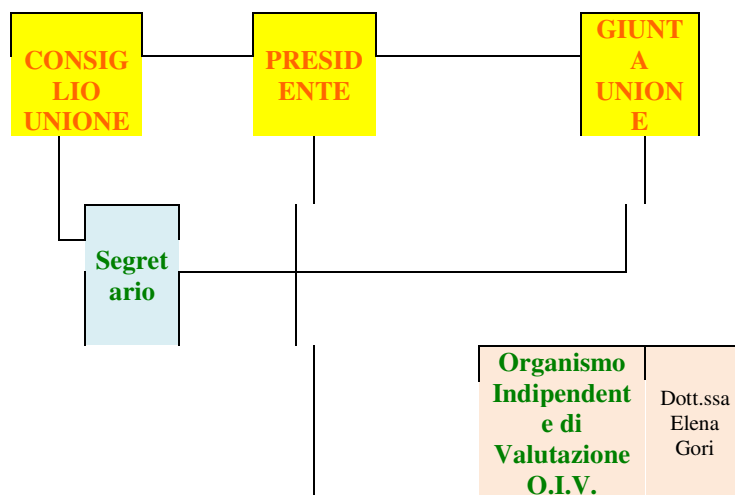 CONSIG
LIO
UNIONE
PRESID
ENTE
GIUNT
A
UNION
E
Segret
ario
Organismo
Indipendent
e di
Valutazione
O.I.V.
Dott.ssa
Elena
Gori